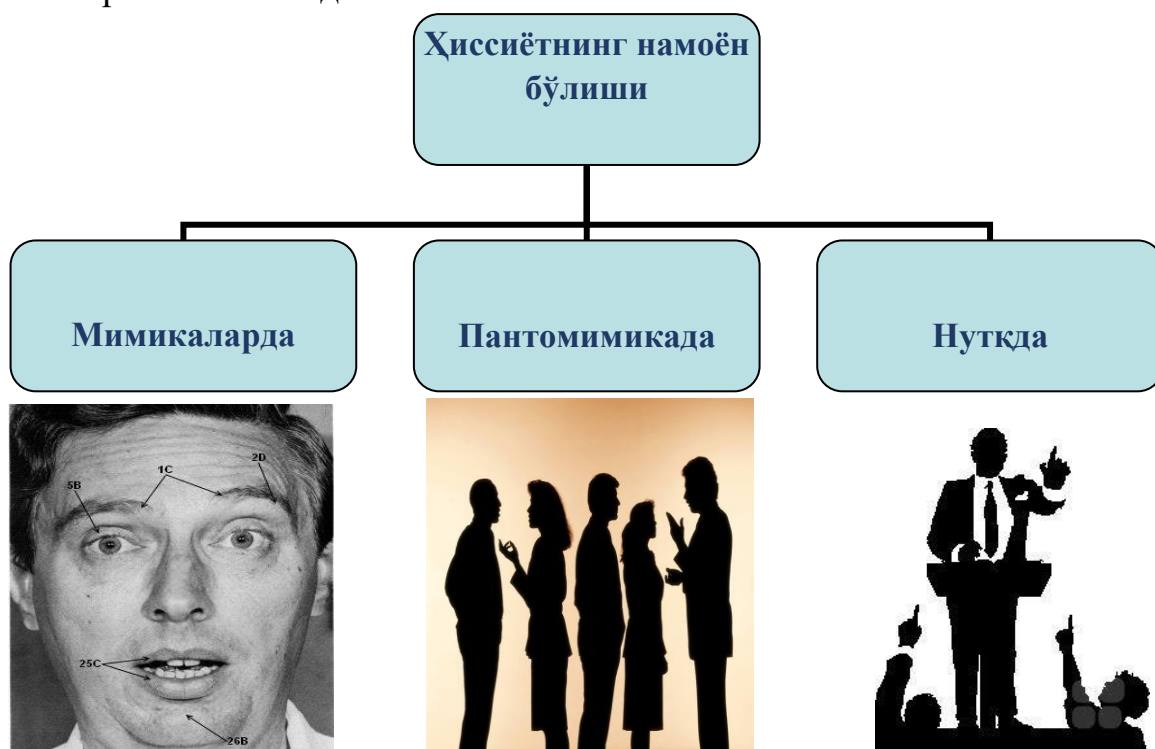 Ҳиссиётнинг намоён
бўлиши
Мимикаларда
Пантомимикада
Нутқда
1C
2D
5B
25C
26B